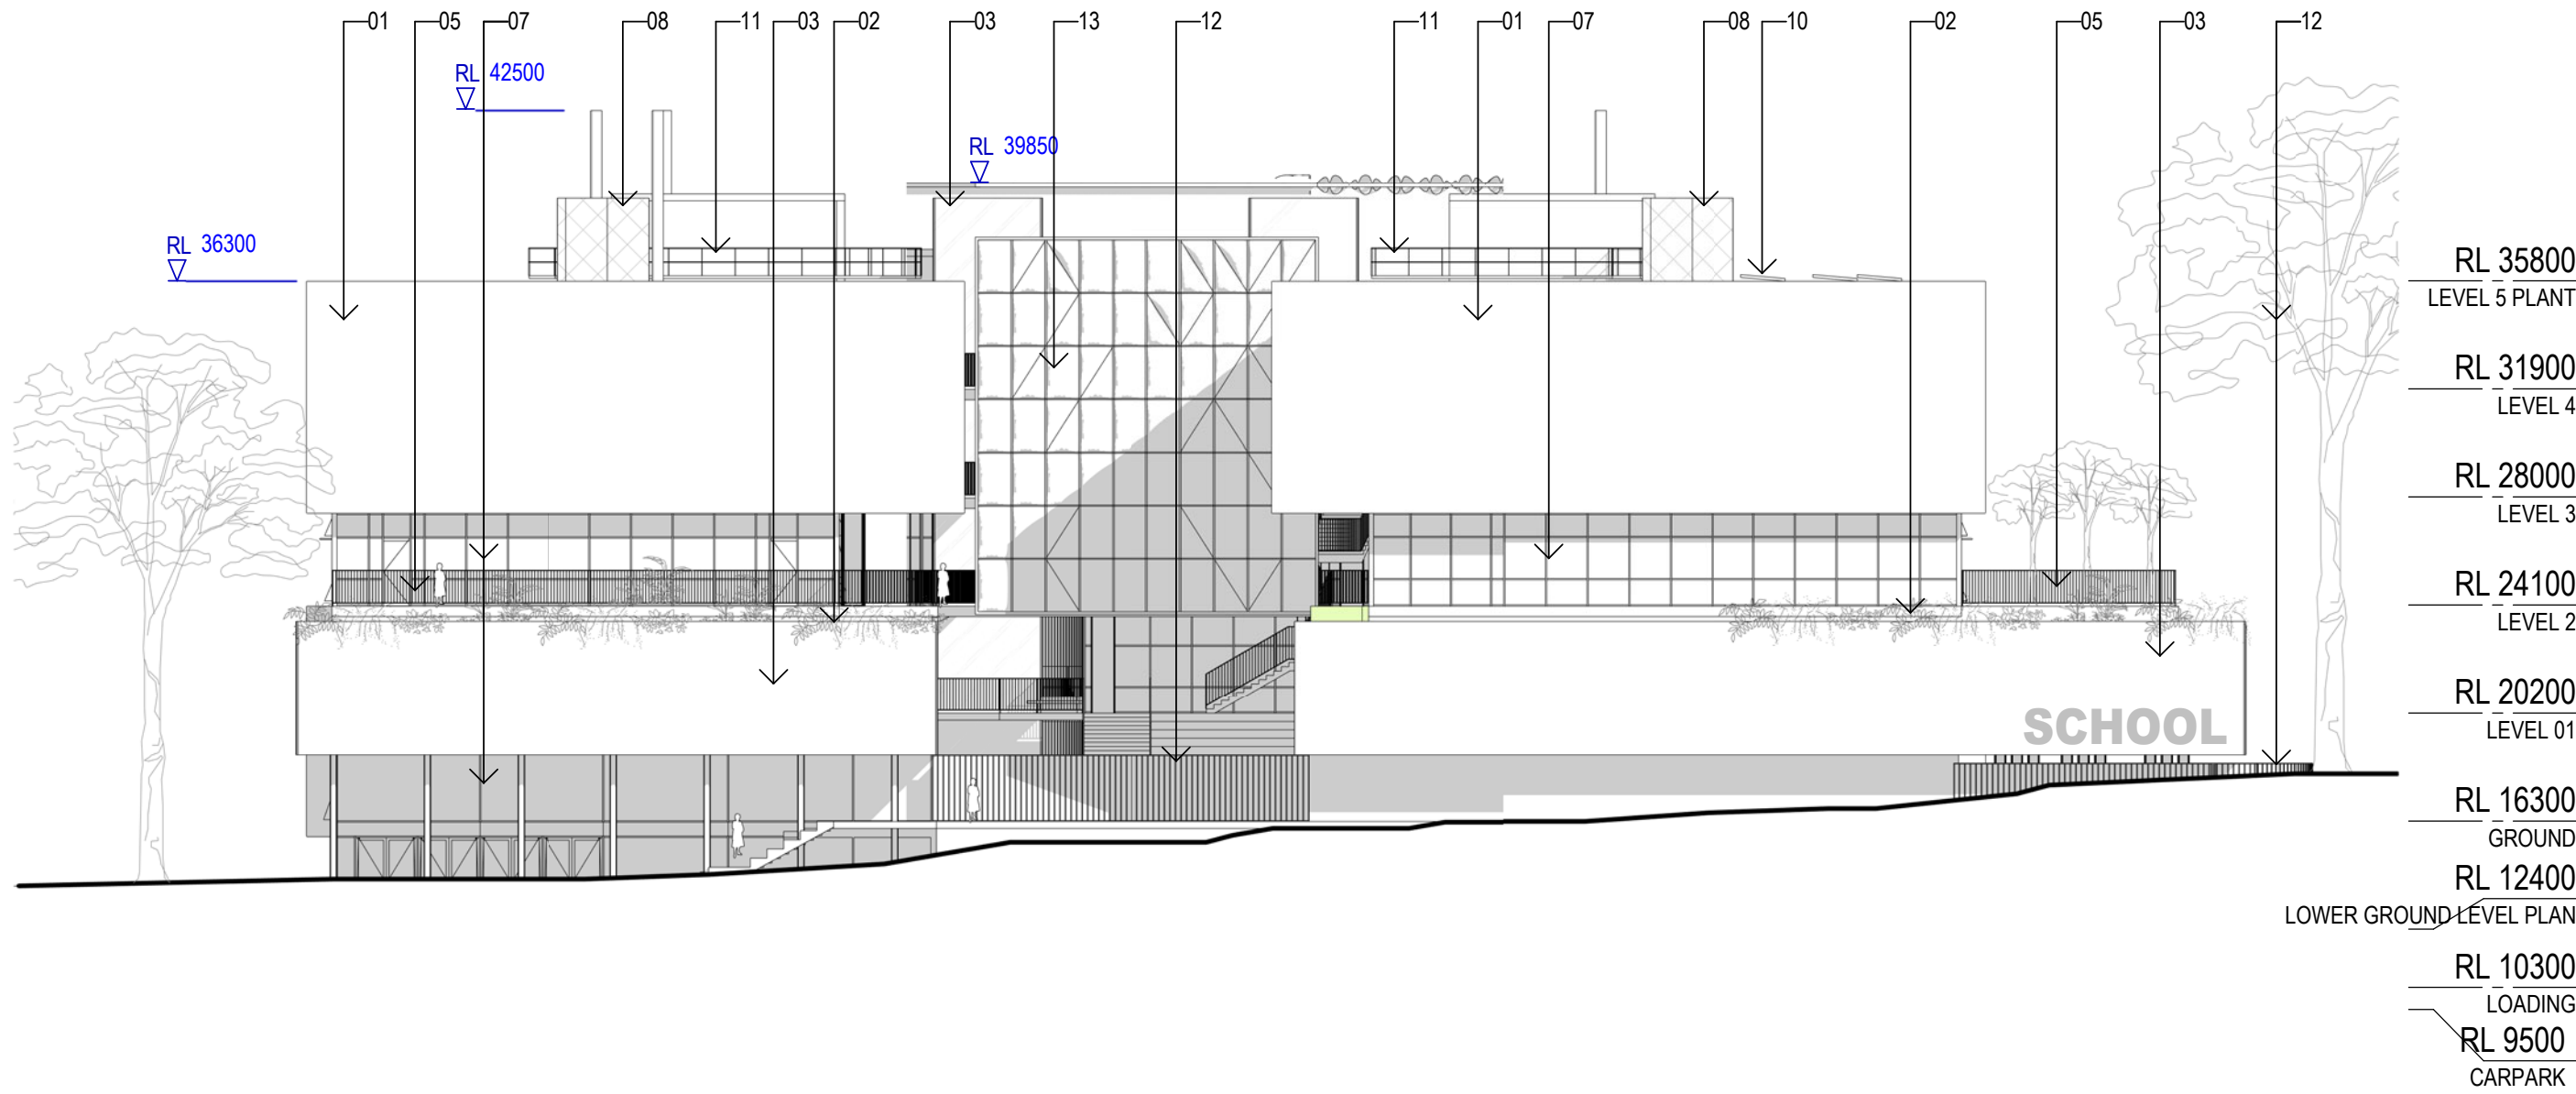 01 05 07 08 11 03 02 03 13 12 11 01 07 08 10 02 05 03 12
RL 42500
RL 39850
RL 36300
RL 35800
LEVEL 5 PLANT
RL 31900
LEVEL 4
RL 28000
LEVEL 3
RL 24100
LEVEL 2
RL 20200
LEVEL 01
SCHOOL
RL 16300
GROUND
RL 12400
LOWER GROUND LEVEL PLAN
RL 10300
LOADING
RL 9500
CARPARK